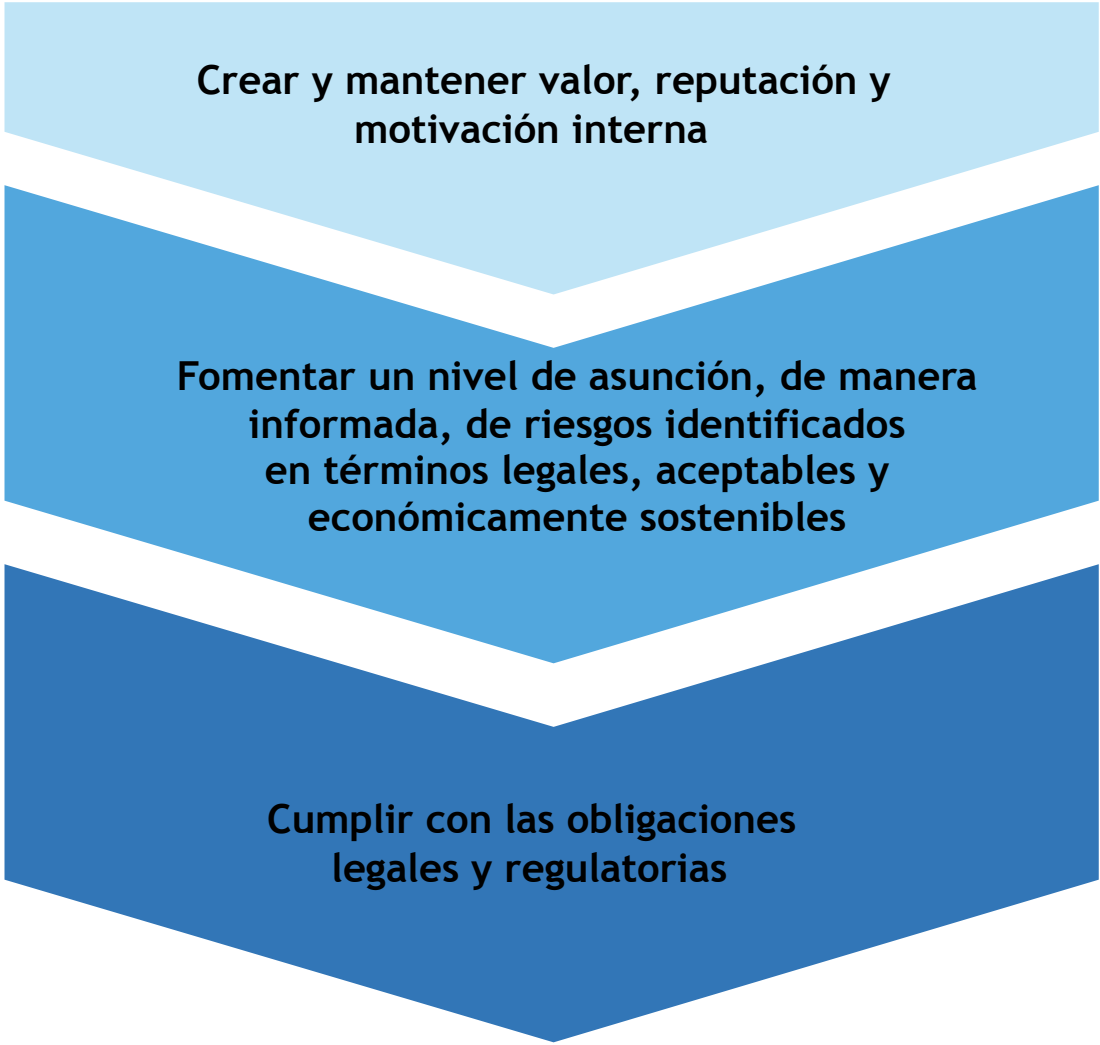 Crear y mantener valor, reputación y
motivación interna
Fomentar un nivel de asunción, de manera
informada, de riesgos identificados
en términos legales, aceptables y
económicamente sostenibles
Cumplir con las obligaciones
legales y regulatorias